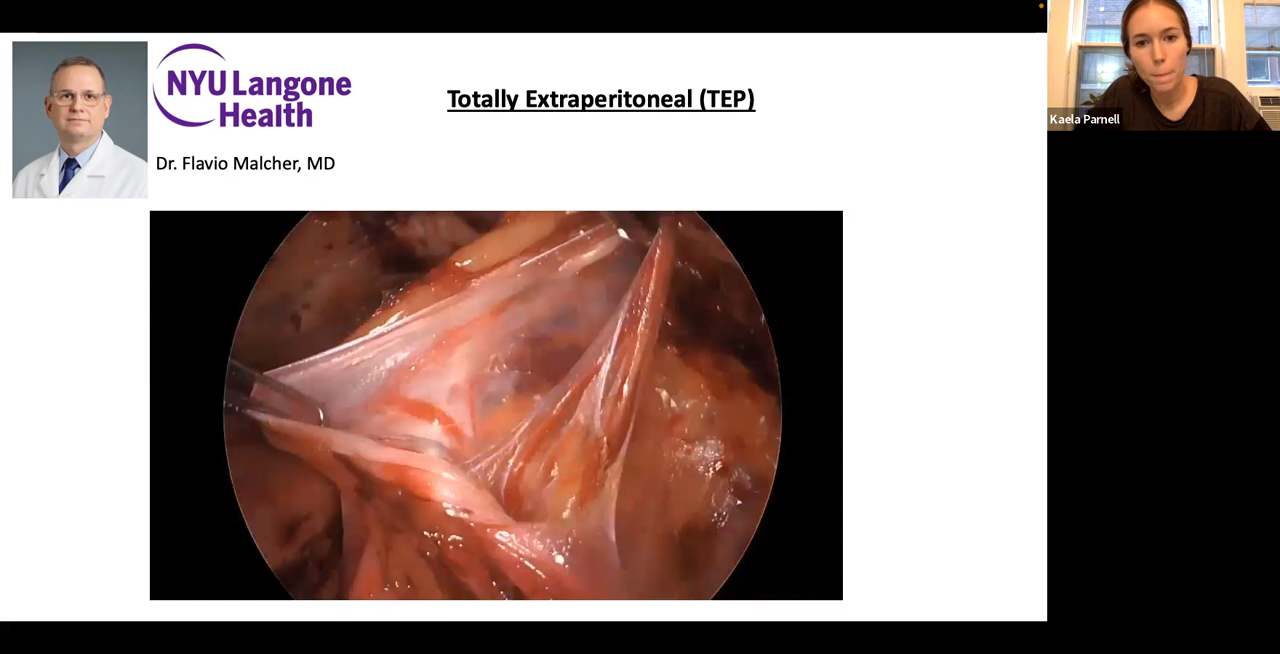 NYU Langone
Health
Totally Extraperitoneal (TEP)
Dr. Flavio Malcher, MD
Kaela Parnell